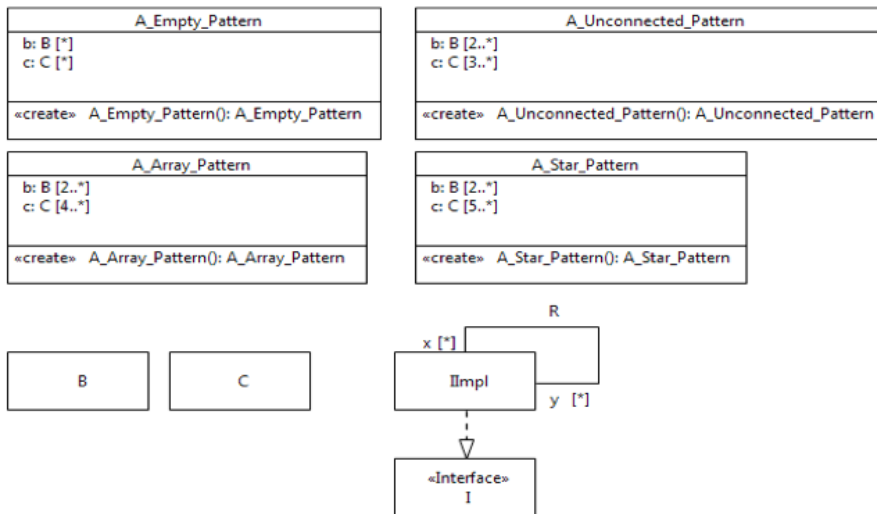 A_Empty_Pattern
b: B [*]
c: C [*]
«create» A_Empty_Pattern(): A_Empty_Pattern
A_Unconnected_Pattern
b: B [2..*]
c: C [3..*]
«create» A_Unconnected_Pattern(): A_Unconnected_Pattern
A_Array_Pattern
b: B [2..*]
c: C [4..*]
«create» A_Array_Pattern(): A_Array_Pattern
A_Star_Pattern
b: B [2..*]
c: C [5..*]
«create» A_Star_Pattern(): A_Star_Pattern
B
C
R
x [*]
IImpl
y [*]
«Interface»
I